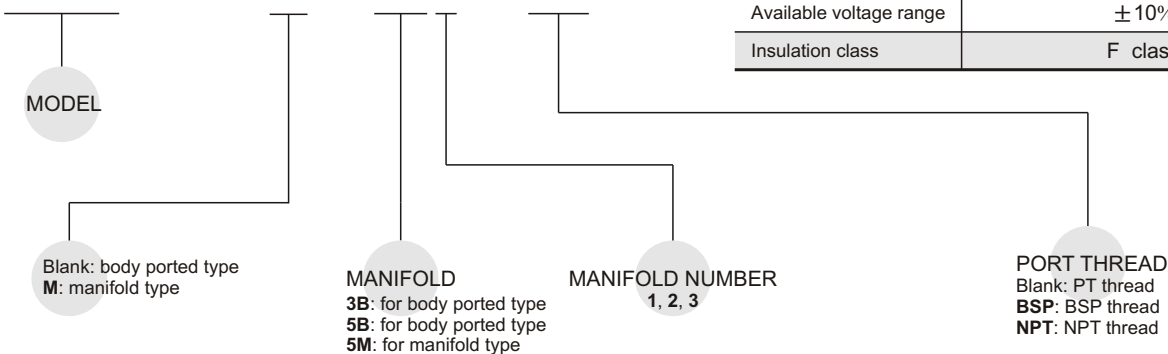 Available voltage range ±10%
Insulation class F clas
MODEL
Blank: body ported type
M: manifold type
MANIFOLD
3B: for body ported type
5B: for body ported type
5M: for manifold type
MANIFOLD NUMBER
1, 2, 3
PORT THREAD
Blank: PT thread
BSP: BSP thread
NPT: NPT thread